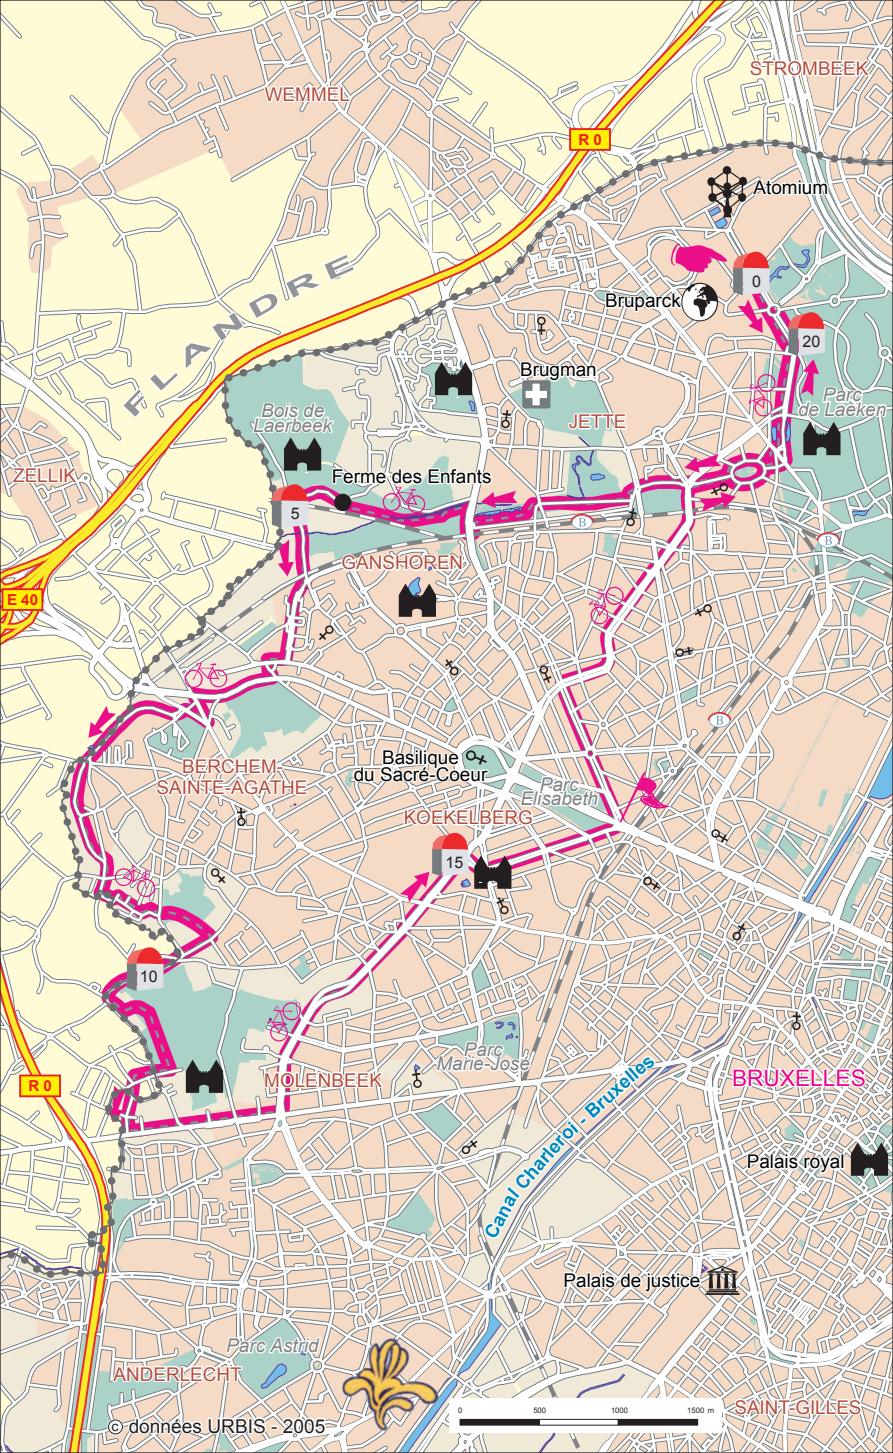 STROMBEEK
WEMMEL
R 0
Atomium
FLANDRE
0
Bruparck
20
Brugman
Parc
de Laeken
Bois de
Laerbeek
JETTE
ZELLIK
Ferme des Enfants
5
B
B
GANSHOREN
E 40
B
Basilique
du Sacré-Coeur
BERCHEM-
SAINTE-AGATHE
Parc
Elisabeth
KOEKELBERG
15
10
Parc
Marie-José
R 0
MOLENBEEK
BRUXELLES
Canal Charleroi - Bruxelles
Palais royal
Palais de justice
Parc Astrid
ANDERLECHT
SAINT-GILLES
0 500 1000 1500 m
© données URBIS - 2005